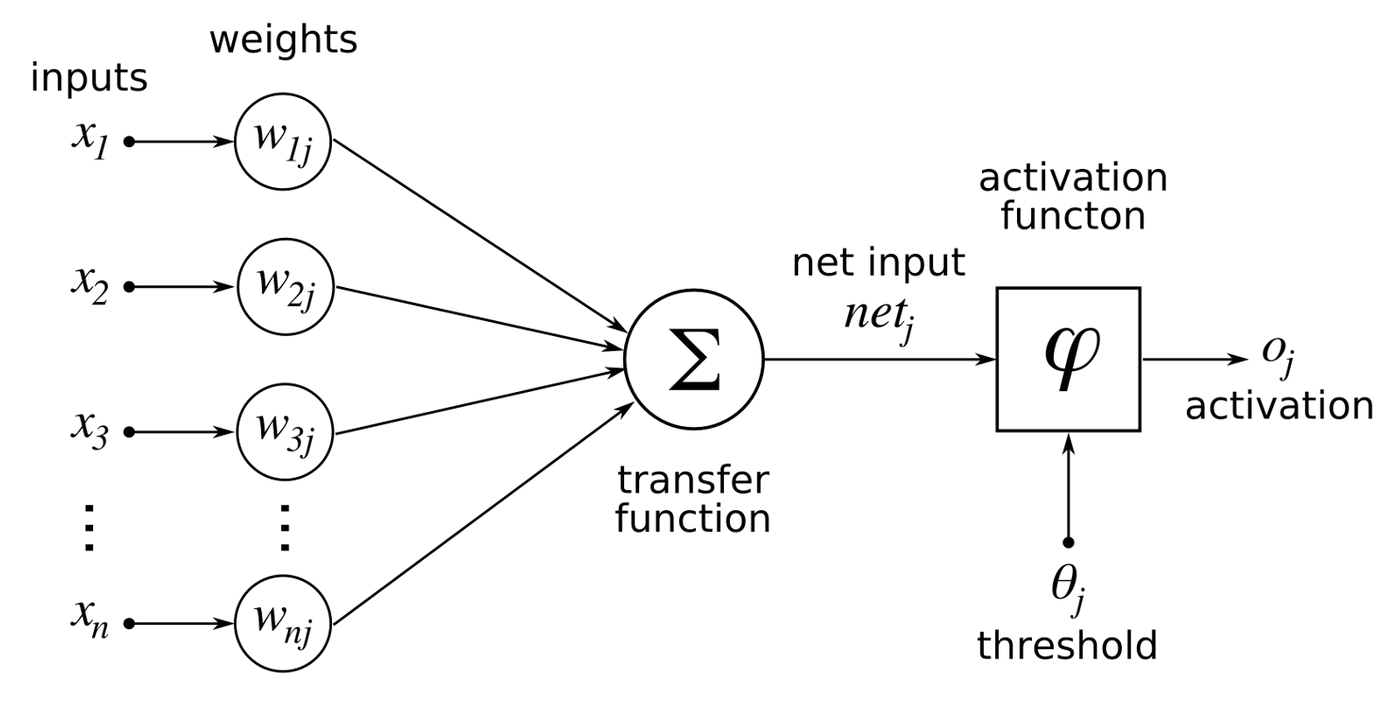 weights
inputs
x1
w1j
x2
w2j
x3
w3j
⋮
⋮
xn
wnj
Σ
transfer
function
net input
netj
activation
functon
φ
oj
activation
θj
threshold